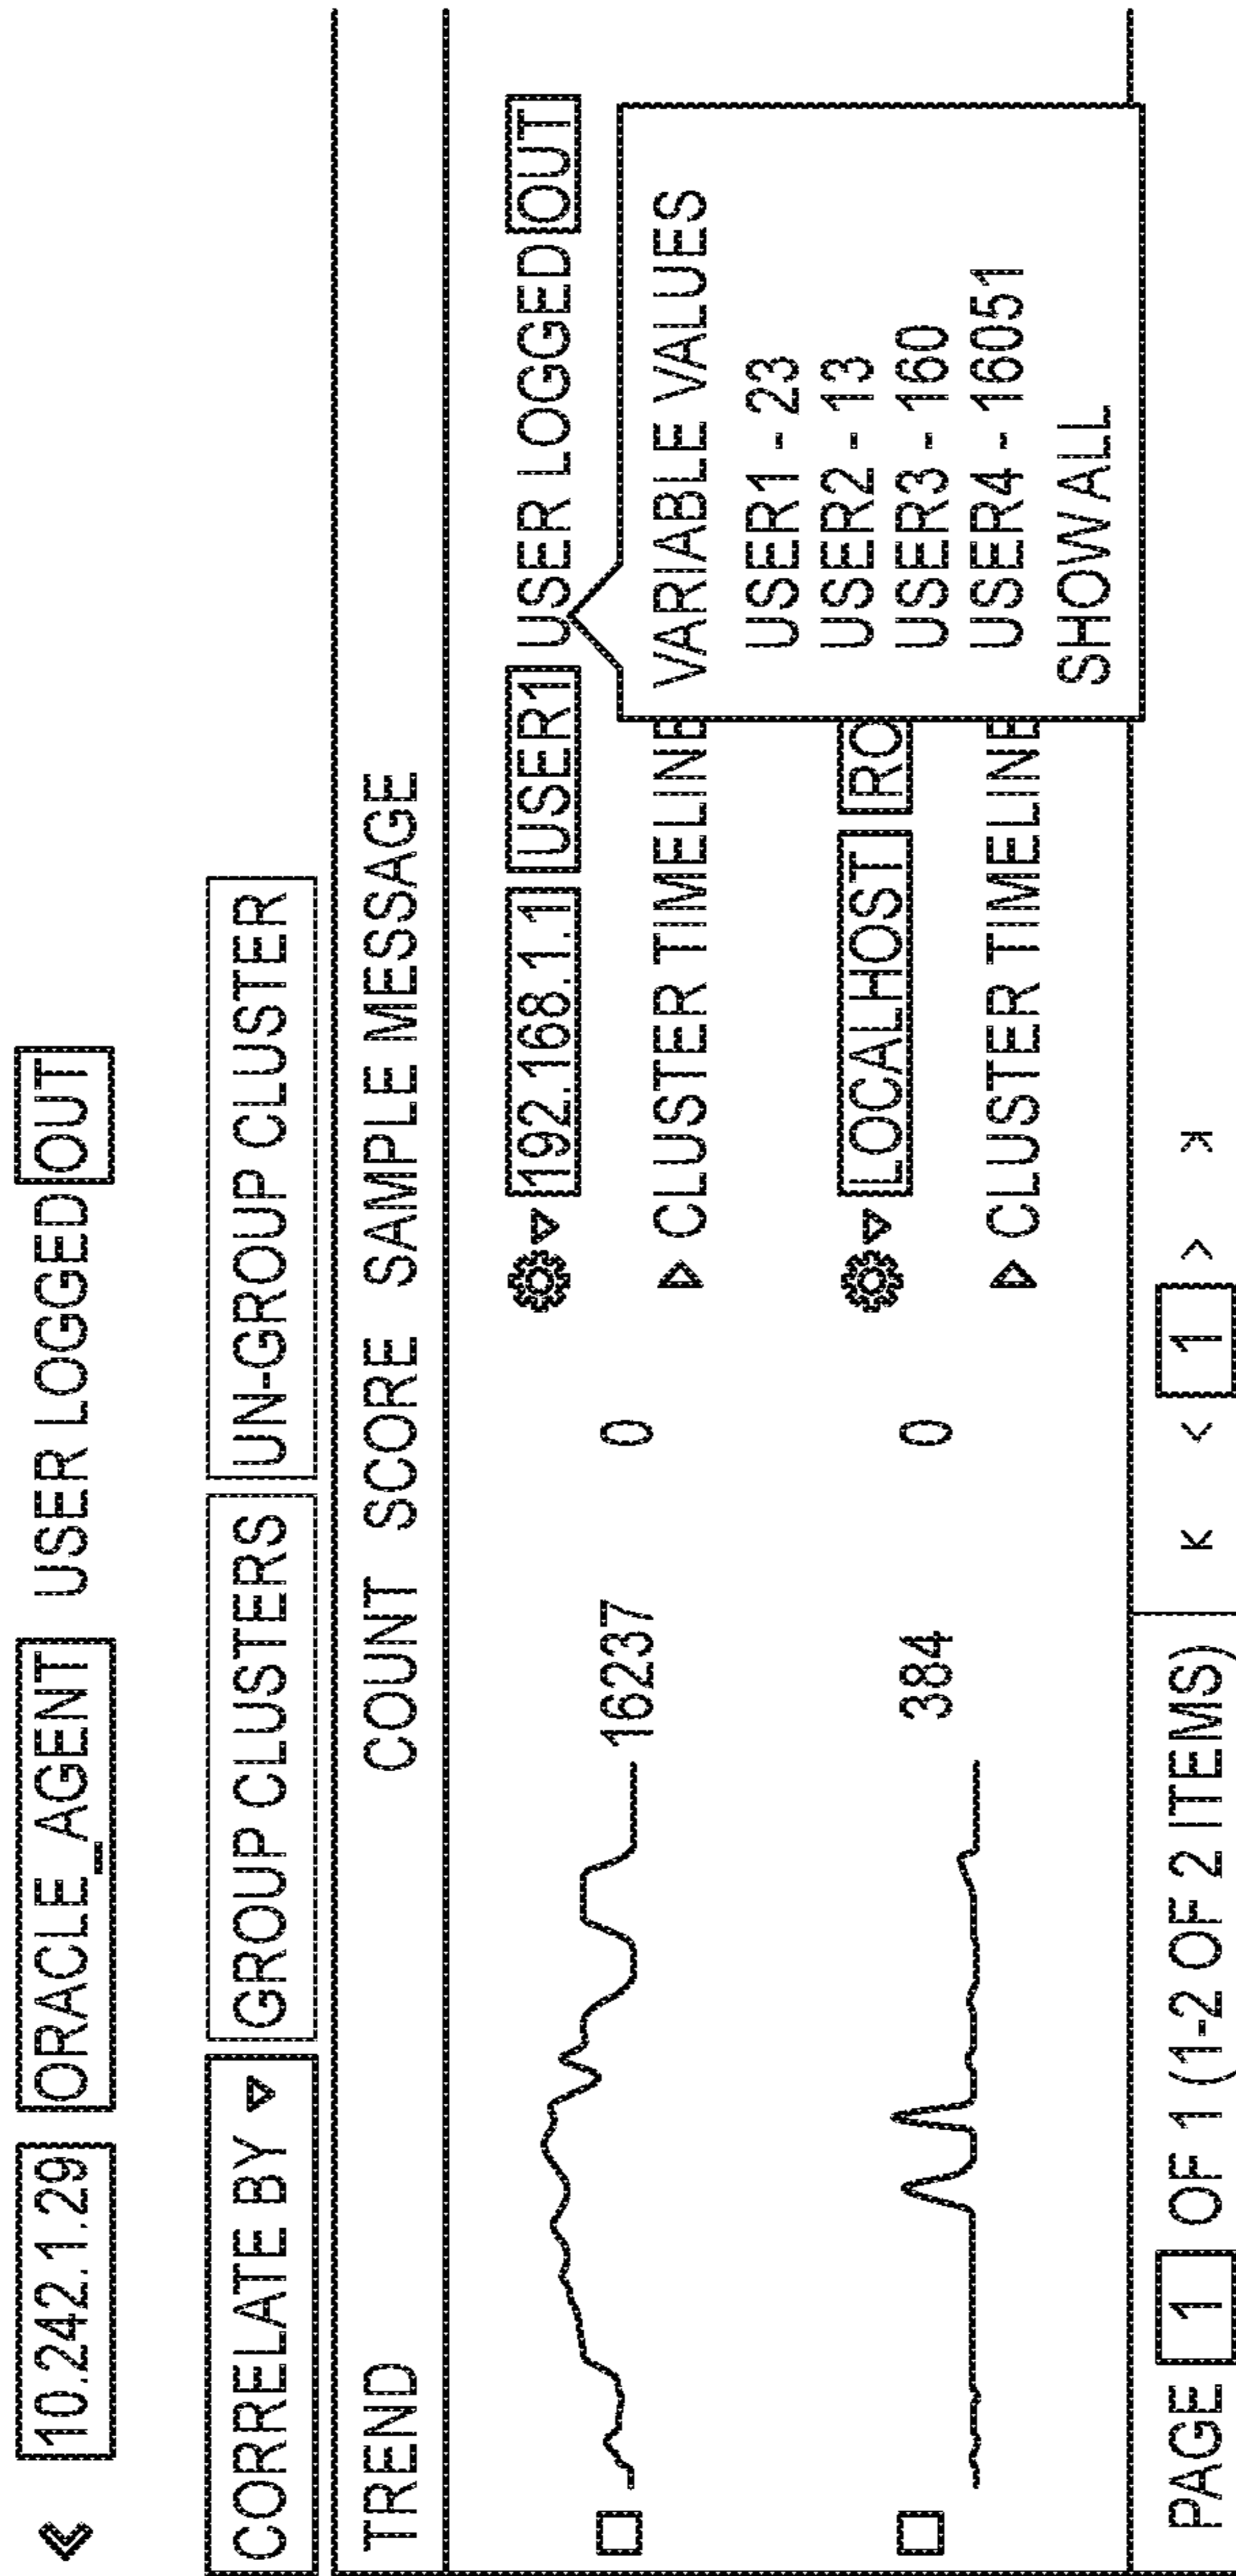 10.242.1.29 ORACLE_AGENT USER LOGGED OUT
CORRELATE BY GROUP CLUSTERS UN-GROUP CLUSTER
TREND COUNT SCORE SAMPLE MESSAGE
16237 0 192.168.1.1 USER1 USER LOGGED OUT
CLUSTER TIMELINE
VARIABLE VALUES
USER1 - 23
USER2 - 13
USER3 - 160
USER4 - 16051
SHOW ALL
384 0 LOCALHOST RO
CLUSTER TIMELINE
PAGE 1 OF 1 (1-2 OF 2 ITEMS) K < 1 > ꓘ